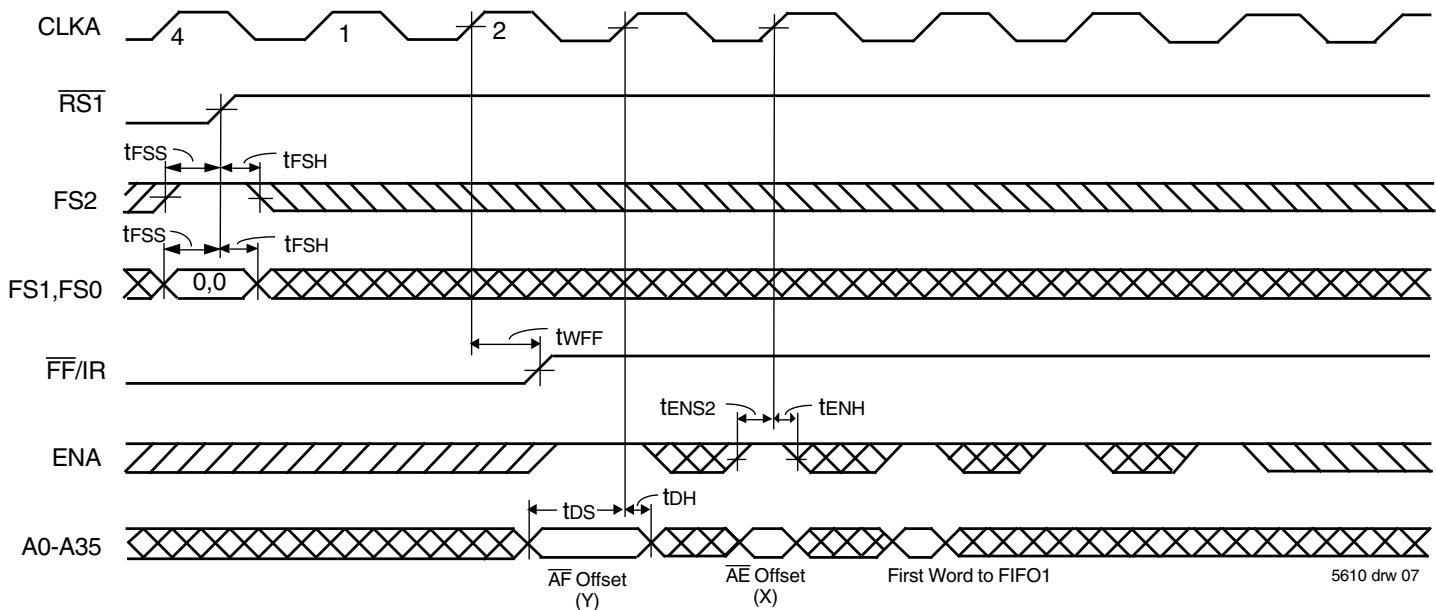 CLKA
4
1
2
RS1
tFSS
tFSH
FS2
tFSS
tFSH
FS1,FS0
0,0
tWFF
FF/IR
tENS2
tENH
ENA
tDS
tDH
A0-A35
AF Offset
(Y)
AE Offset
(X)
First Word to FIFO1
5610 drw 07